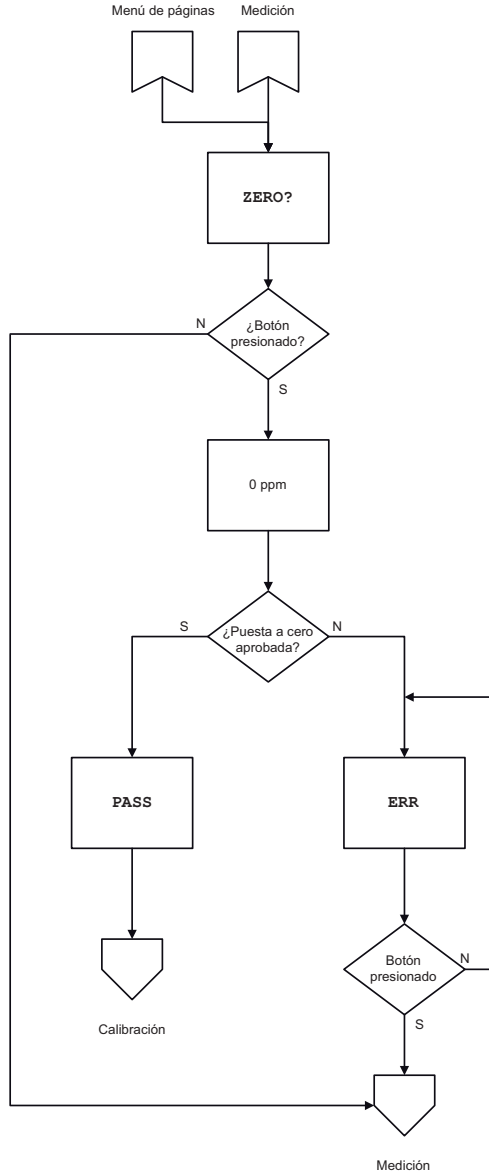 Menú de páginas
Medición
ZERO?
N
¿Botón
presionado?
S
0 ppm
S
¿Puesta a cero
aprobada?
N
PASS
ERR
Botón
presionado
N
S
Calibración
Medición